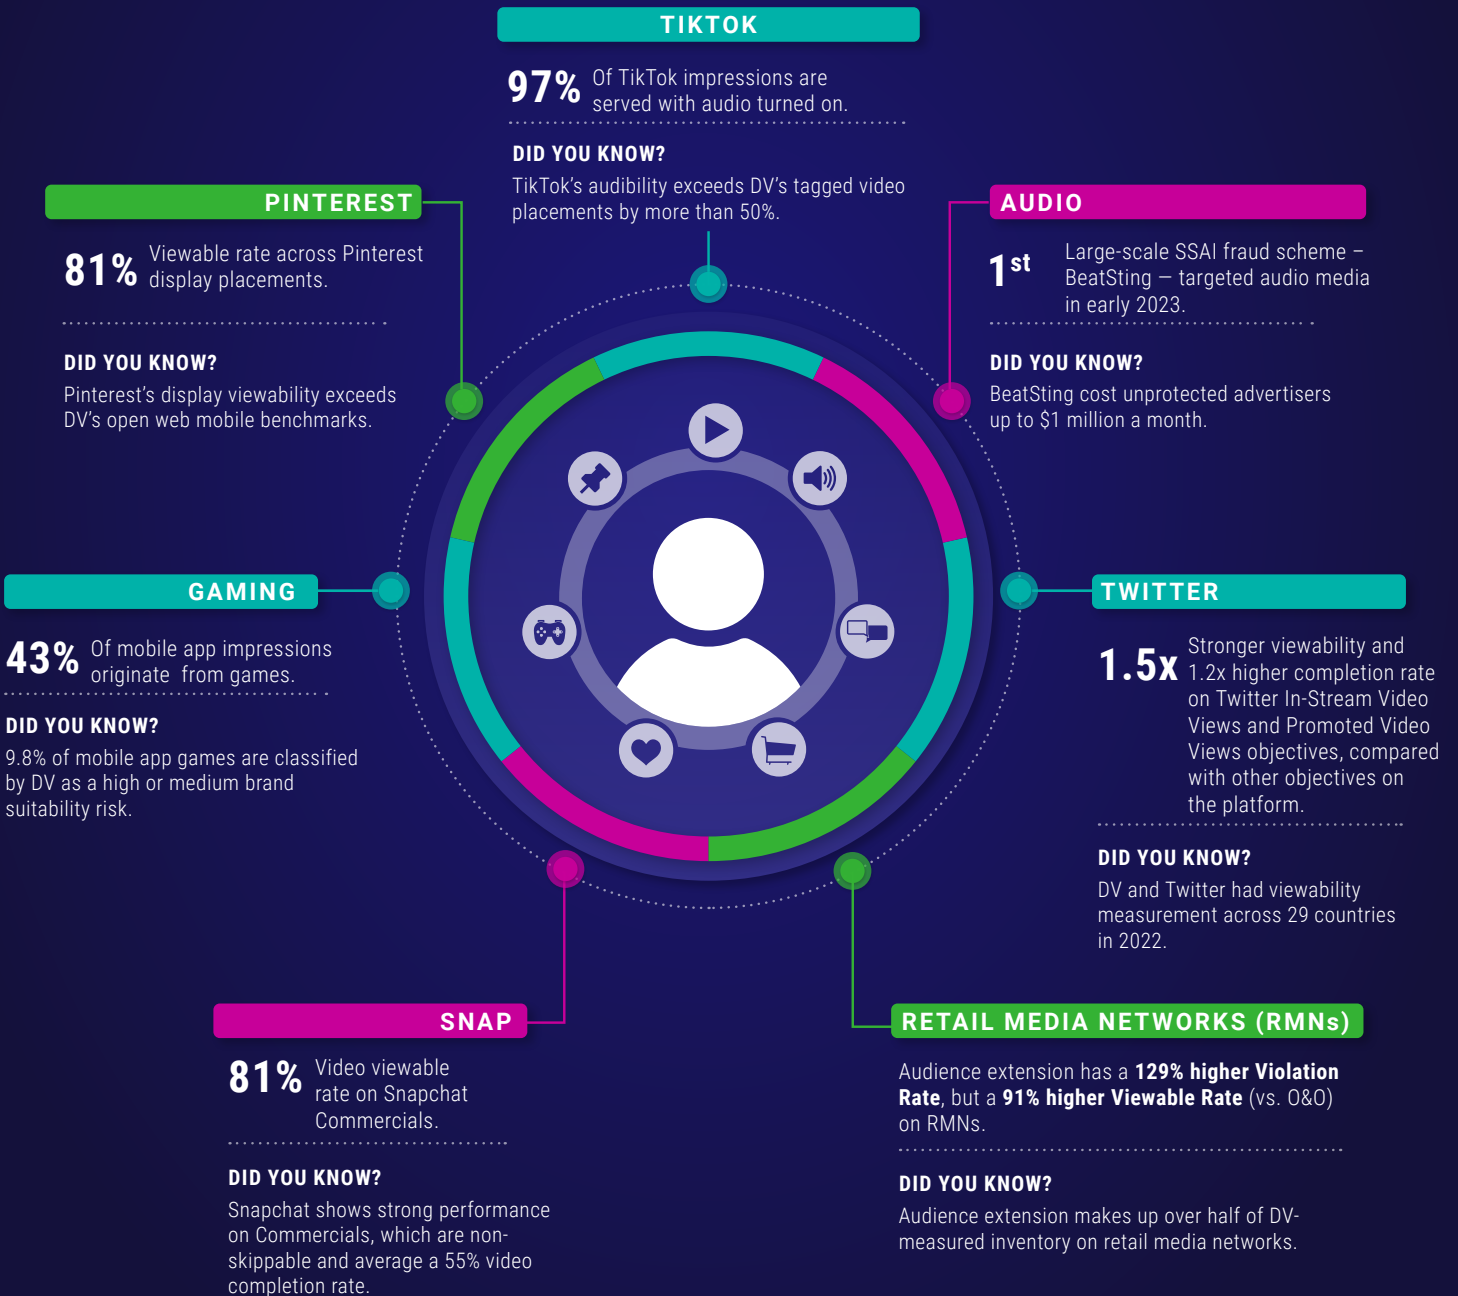 TIKTOK
97%
Of TikTok impressions are
served with audio turned on.
DID YOU KNOW?
TikTok's audibility exceeds DV's tagged video
placements by more than 50%.
PINTEREST
81%
Viewable rate across Pinterest
display placements.
DID YOU KNOW?
Pinterest's display viewability exceeds
DV's open web mobile benchmarks.
AUDIO
1st
Large-scale SSAI fraud scheme –
BeatSting — targeted audio media
in early 2023.
DID YOU KNOW?
BeatSting cost unprotected advertisers
up to $1 million a month.
GAMING
43%
Of mobile app impressions
originate  from games.
DID YOU KNOW?
9.8% of mobile app games are classified
by DV as a high or medium brand
suitability risk.
TWITTER
1.5x
Stronger viewability and
1.2x higher completion rate
on Twitter In-Stream Video
Views and Promoted Video
Views objectives, compared
with other objectives on
the platform.
DID YOU KNOW?
DV and Twitter had viewability
measurement across 29 countries
in 2022.
SNAP
81%
Video viewable
rate on Snapchat
Commercials.
DID YOU KNOW?
Snapchat shows strong performance
on Commercials, which are non-
skippable and average a 55% video
completion rate.
RETAIL MEDIA NETWORKS (RMNs)
Audience extension has a 129% higher Violation
Rate, but a 91% higher Viewable Rate (vs. O&O)
on RMNs.
DID YOU KNOW?
Audience extension makes up over half of DV-
measured inventory on retail media networks.